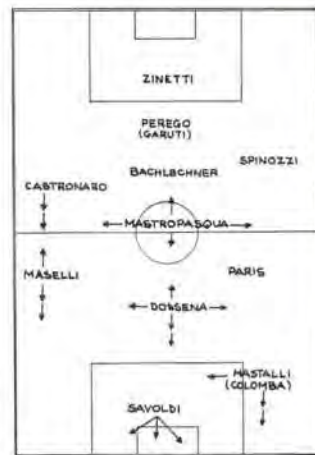 ZINETTI
PEREGO
(GARUTI)
SPINOZZI
BACHLECHNER
CASTRONARO
MASTROPASQUA
MASELLI
PARIS
DOSSENA
MASTALLI
(COLOMBA)
SAVOLDI